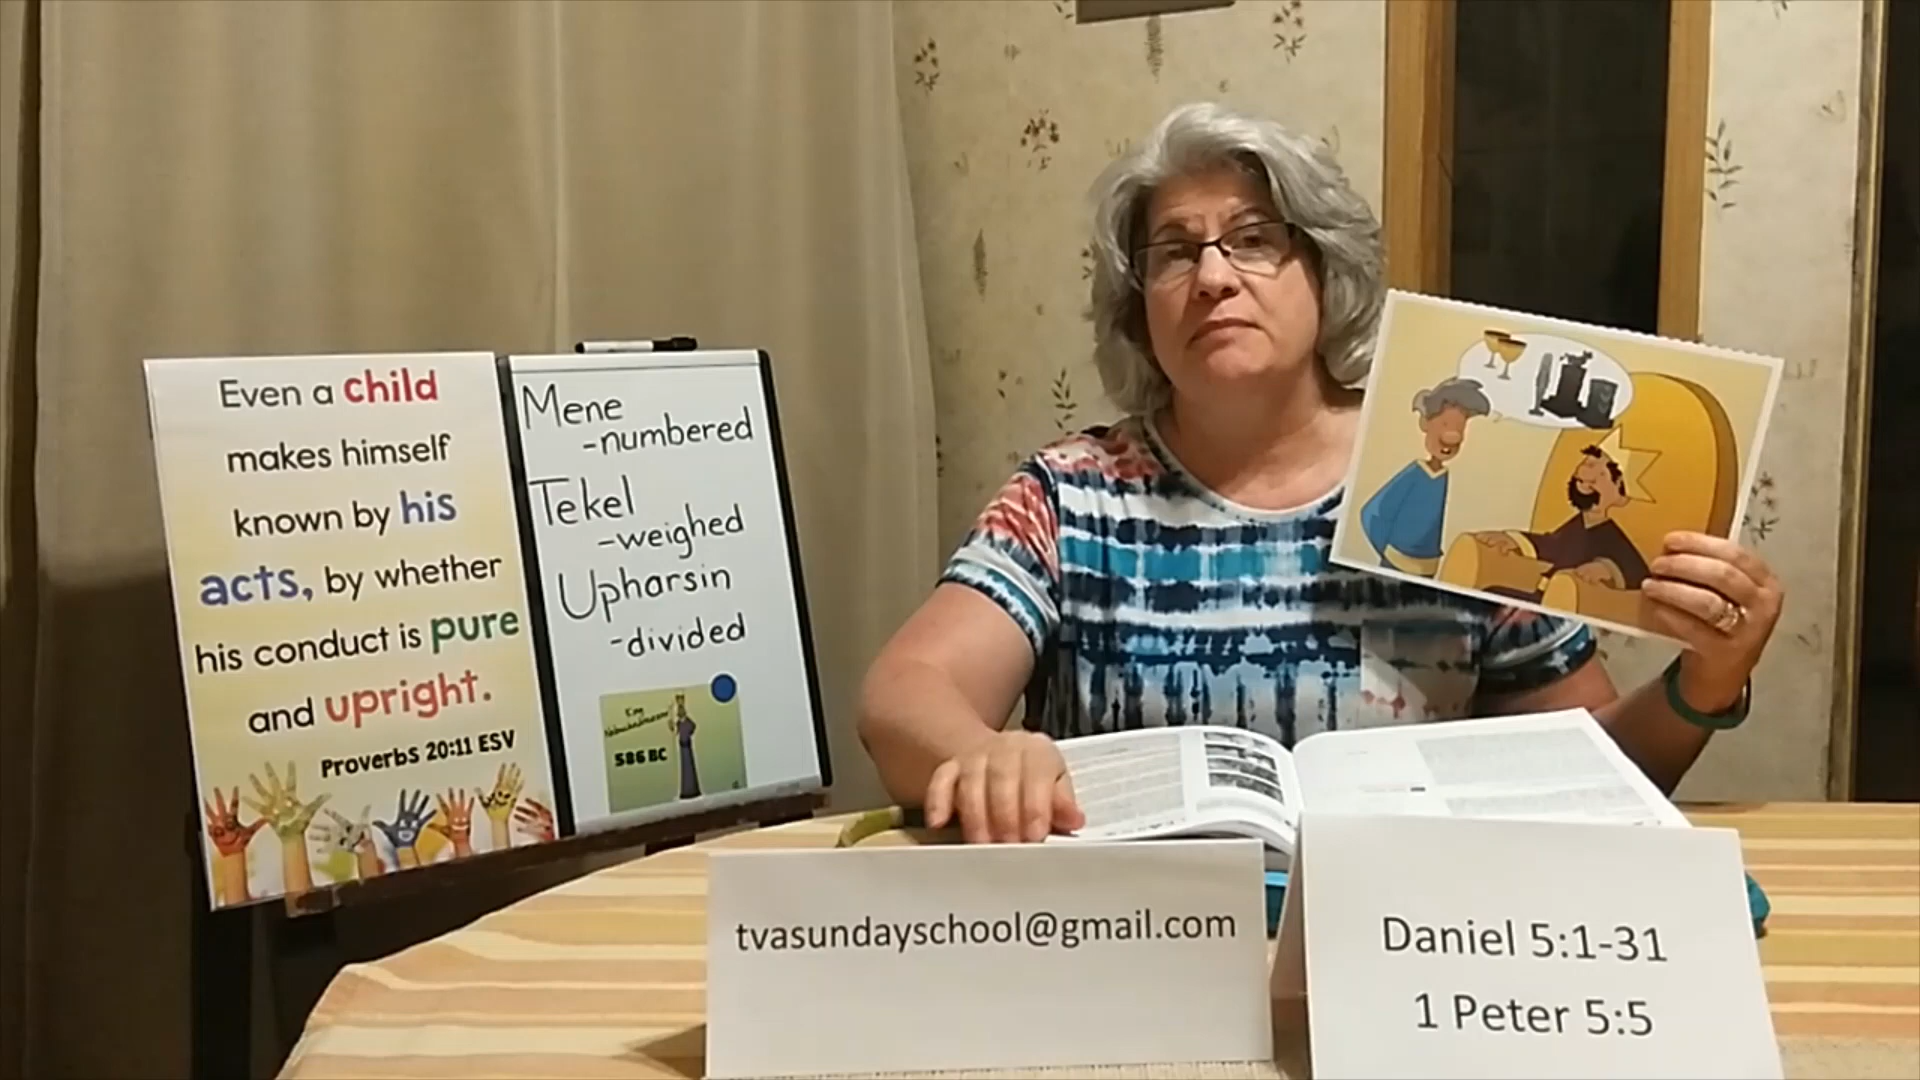 Even a child
makes himself
known by his
acts, by whether
his conduct is pure
and upright.
Proverbs 20:11 ESV
Mene
-numbered
Tekel
-weighed
Upharsin
-divided
King
Nebuchadnezzar
586 BC
tvasundayschool@gmail.com
Daniel 5:1-31
1 Peter 5:5